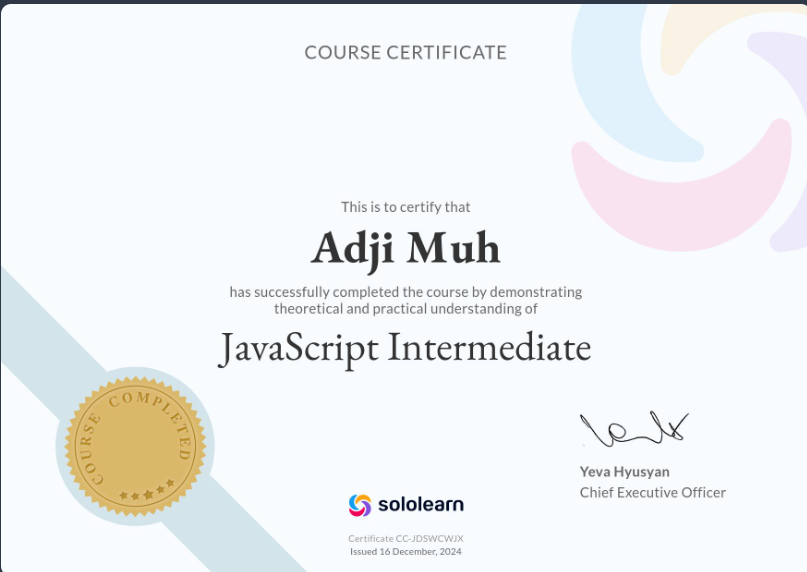 COURSE CERTIFICATE
This is to certify that
Adji Muh
has successfully completed the course by demonstrating
theoretical and practical understanding of
JavaScript Intermediate
COURSE COMPLETED
Yeva Hyusyan
Chief Executive Officer
sololearn
Certificate CC-JDSWCWJX
Issued 16 December, 2024